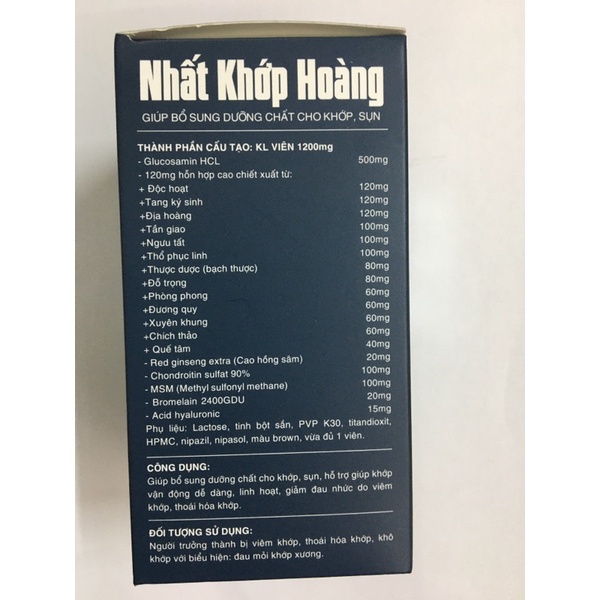 Nhất Khớp Hoàng
GIÚP BỔ SUNG DƯỠNG CHẤT CHO KHỚP, SỤN
THÀNH PHẦN CẤU TẠO: KL VIÊN 1200mg
- Glucosamin HCL 500mg
- 120mg hỗn hợp cao chiết xuất từ:
+ Độc hoạt 120mg
+Tang ký sinh 120mg
+Địa hoàng 120mg
+Tần giao 100mg
+Ngưu tất 100mg
+Thổ phục linh 100mg
+Thược dược (bạch thược) 80mg
+Đỗ trọng 80mg
+Phòng phong 60mg
+Đương quy 60mg
+Xuyên khung 60mg
+Chích thảo 60mg
+ Quế tâm 40mg
- Red ginseng extra (Cao hồng sâm) 20mg
- Chondroitin sulfat 90% 100mg
- MSM (Methyl sulfonyl methane) 100mg
- Bromelain 2400GDU 20mg
- Acid hyaluronic 15mg
Phụ liệu: Lactose, tinh bột sắn, PVP K30, titandioxit,
HPMC, nipazil, nipasol, màu brown, vừa đủ 1 viên.
CÔNG DỤNG:
Giúp bổ sung dưỡng chất cho khớp, sụn, hỗ trợ giúp khớp
vận động dễ dàng, linh hoạt, giảm đau nhức do viêm
khớp, thoái hóa khớp.
ĐỐI TƯỢNG SỬ DỤNG:
Người trưởng thành bị viêm khớp, thoái hóa khớp, khô
khớp với biểu hiện: đau mỏi khớp xương.